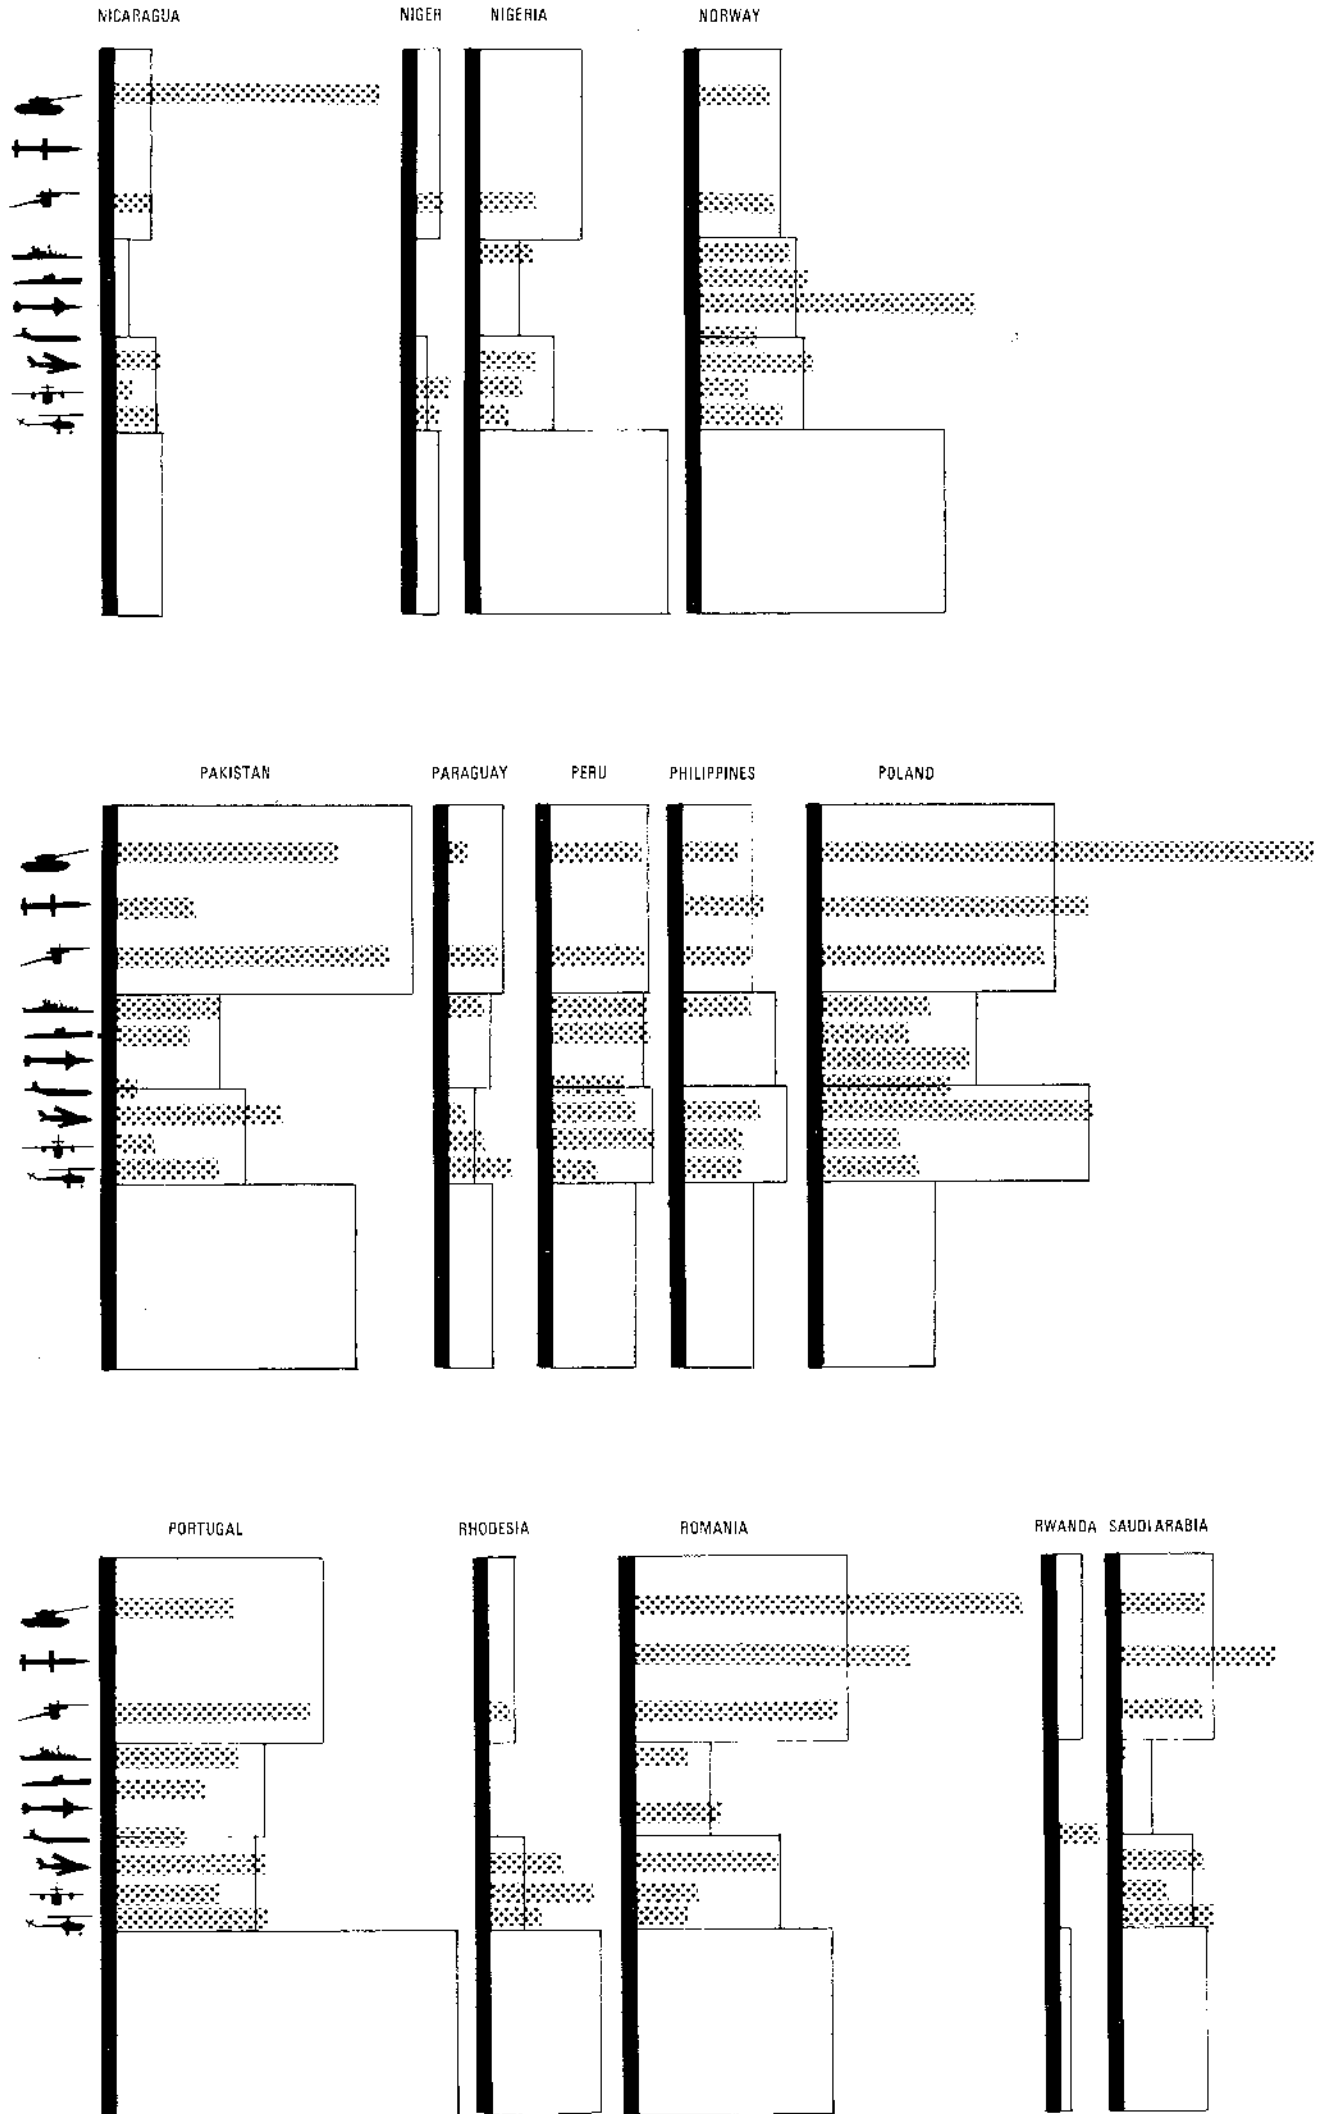 NICARAGUA NIGER NIGERIA NORWAY
PAKISTAN PARAGUAY PERU PHILIPPINES POLAND
PORTUGAL RHODESIA ROMANIA RWANDA SAUDI ARABIA